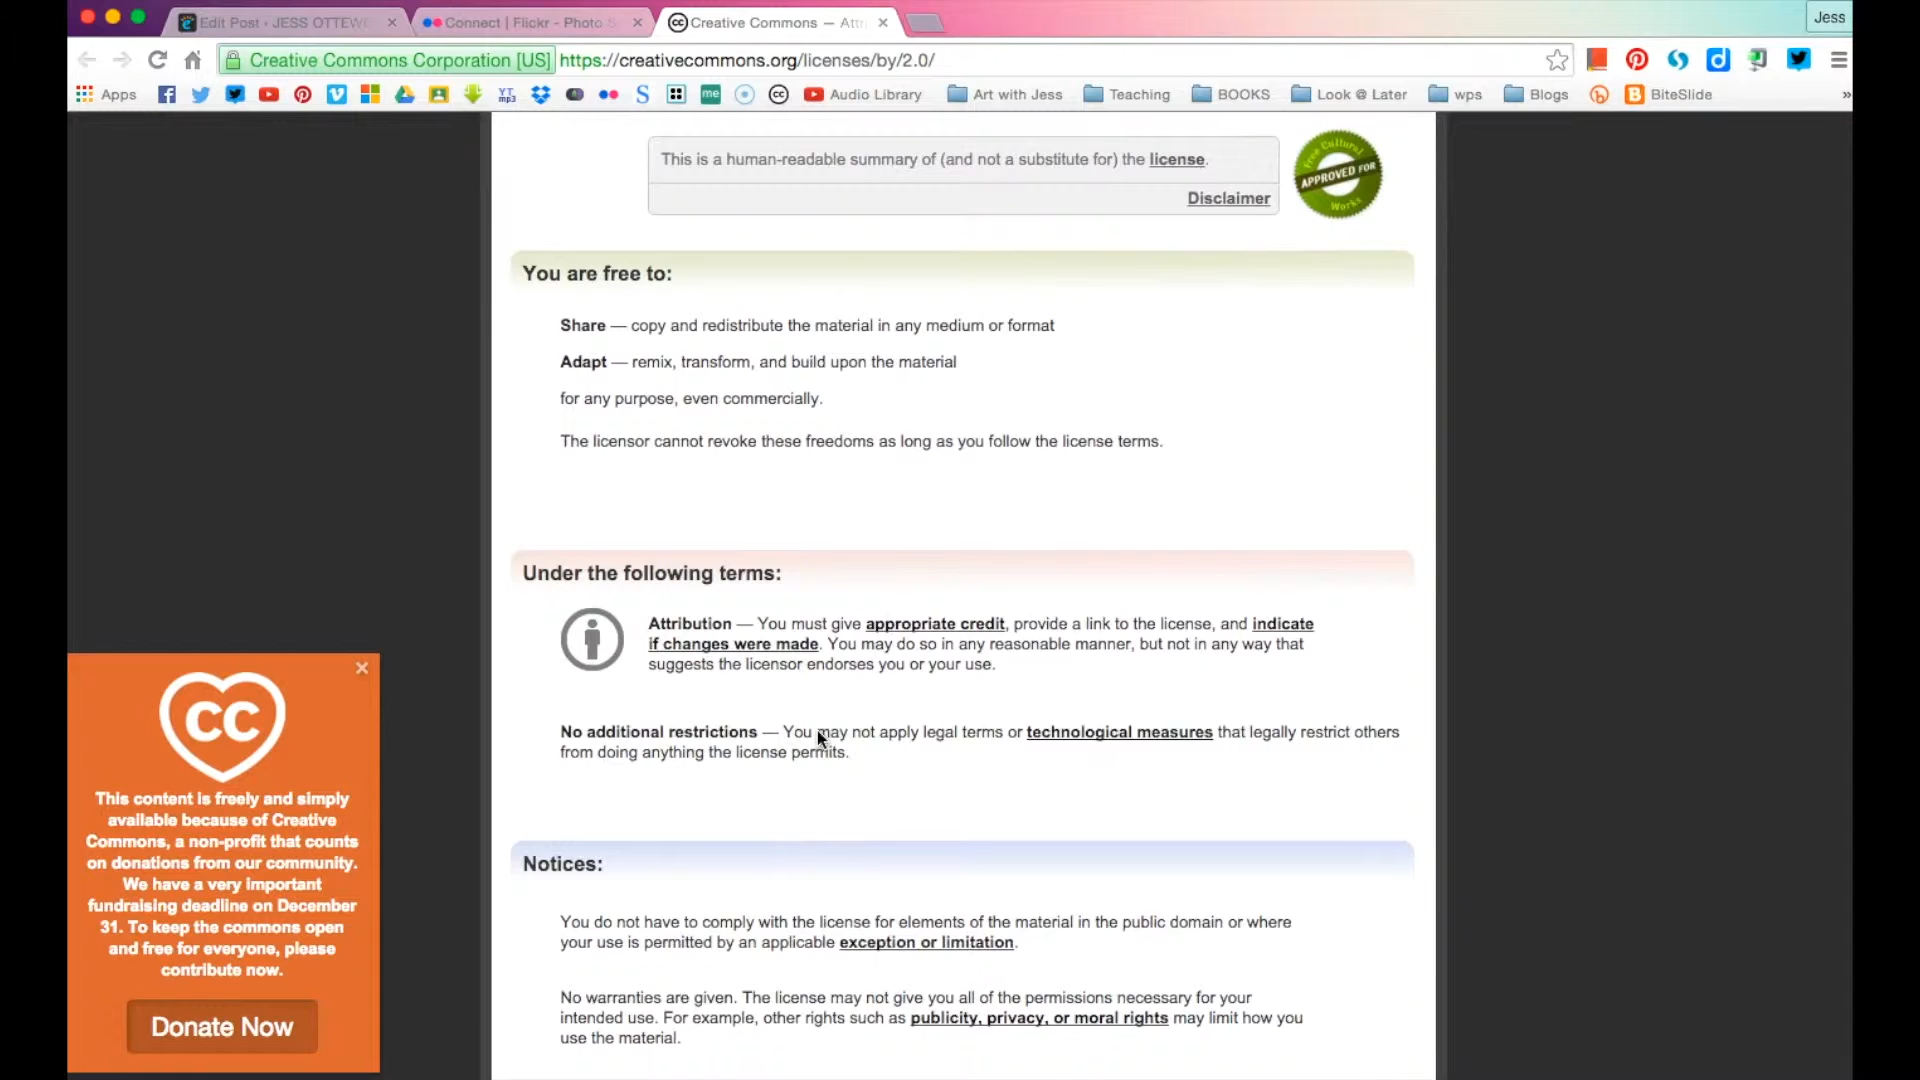 Edit Post ‹ JESS OTTEW
Connect | Flickr - Photo S
Creative Commons — Attr
Jess
Creative Commons Corporation [US]
https://creativecommons.org/licenses/by/2.0/
Apps
YT mp3
me
cc
Audio Library
Art with Jess
Teaching
BOOKS
Look @ Later
wps
Blogs
BiteSlide
»
This is a human-readable summary of (and not a substitute for) the license.
Disclaimer
Free Cultural
APPROVED FOR
Works
You are free to:
Share — copy and redistribute the material in any medium or format
Adapt — remix, transform, and build upon the material
for any purpose, even commercially.
The licensor cannot revoke these freedoms as long as you follow the license terms.
Under the following terms:
Attribution — You must give appropriate credit, provide a link to the license, and indicate
if changes were made. You may do so in any reasonable manner, but not in any way that
suggests the licensor endorses you or your use.
No additional restrictions — You may not apply legal terms or technological measures that legally restrict others
from doing anything the license permits.
Notices:
You do not have to comply with the license for elements of the material in the public domain or where
your use is permitted by an applicable exception or limitation.
No warranties are given. The license may not give you all of the permissions necessary for your
intended use. For example, other rights such as publicity, privacy, or moral rights may limit how you
use the material.
CC
This content is freely and simply
available because of Creative
Commons, a non-profit that counts
on donations from our community.
We have a very important
fundraising deadline on December
31. To keep the commons open
and free for everyone, please
contribute now.
Donate Now